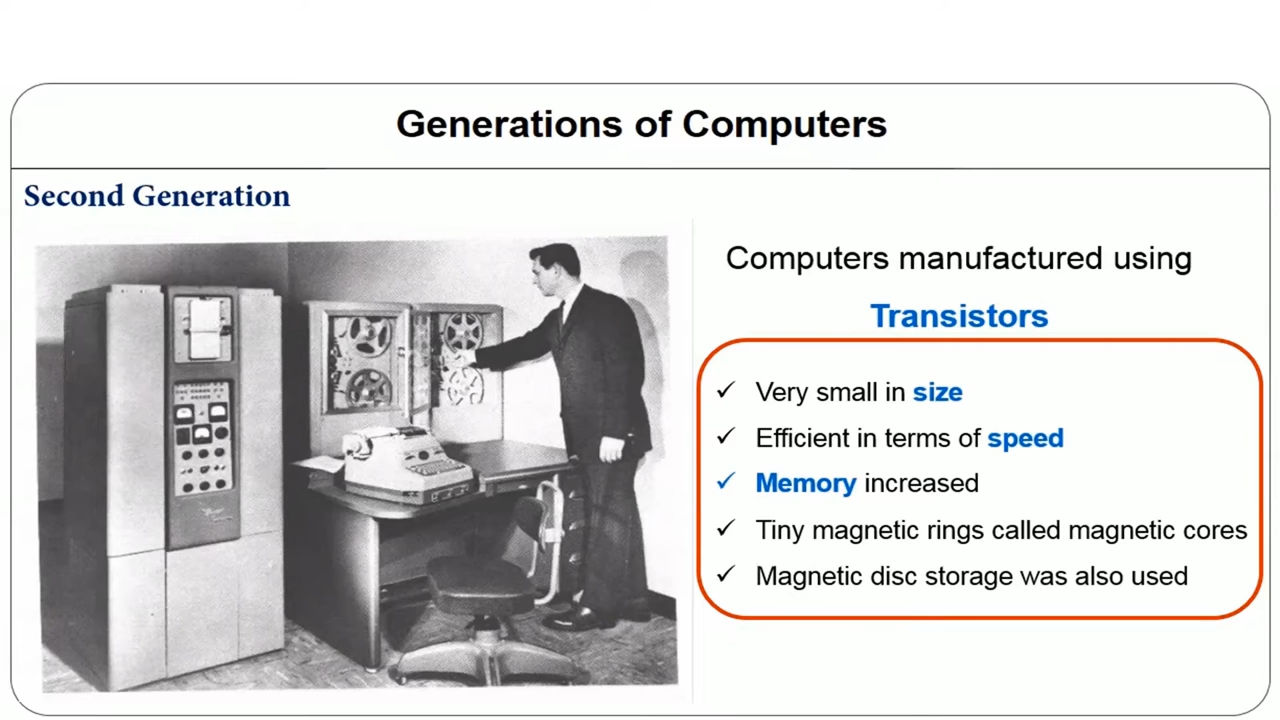 Generations of Computers
Second Generation
Computers manufactured using
Transistors
✓ Very small in size
✓ Efficient in terms of speed
✓ Memory increased
✓ Tiny magnetic rings called magnetic cores
✓ Magnetic disc storage was also used